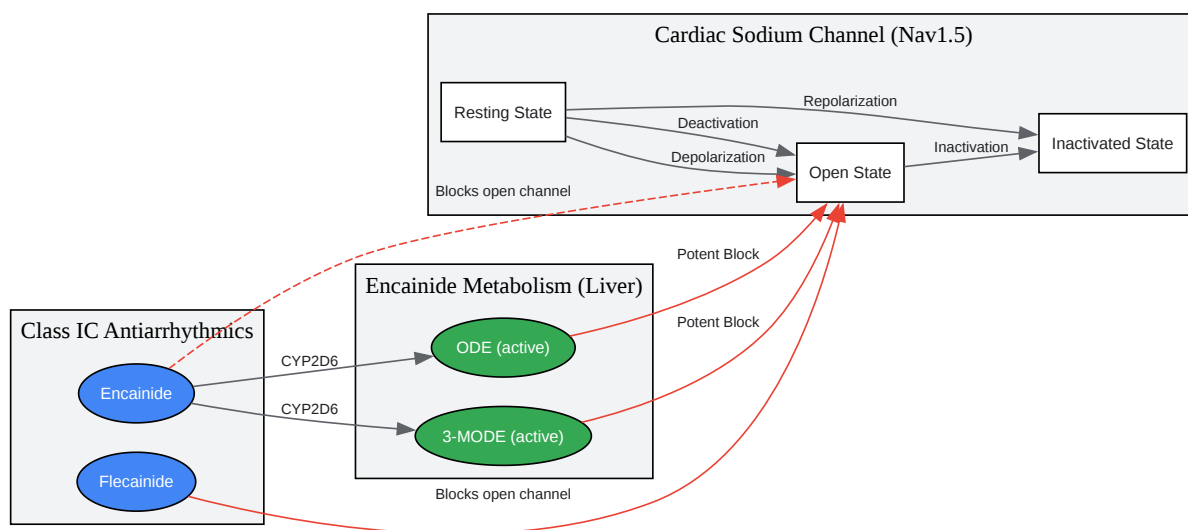 Cardiac Sodium Channel (Nav1.5)
Resting State
Repolarization
Deactivation
Depolarization
Inactivation
Open State
Inactivated State
Blocks open channel
Potent Block
Encainide Metabolism (Liver)
Class IC Antiarrhythmics
Potent Block
ODE (active)
CYP2D6
Encainide
CYP2D6
3-MODE (active)
Flecainide
Blocks open channel